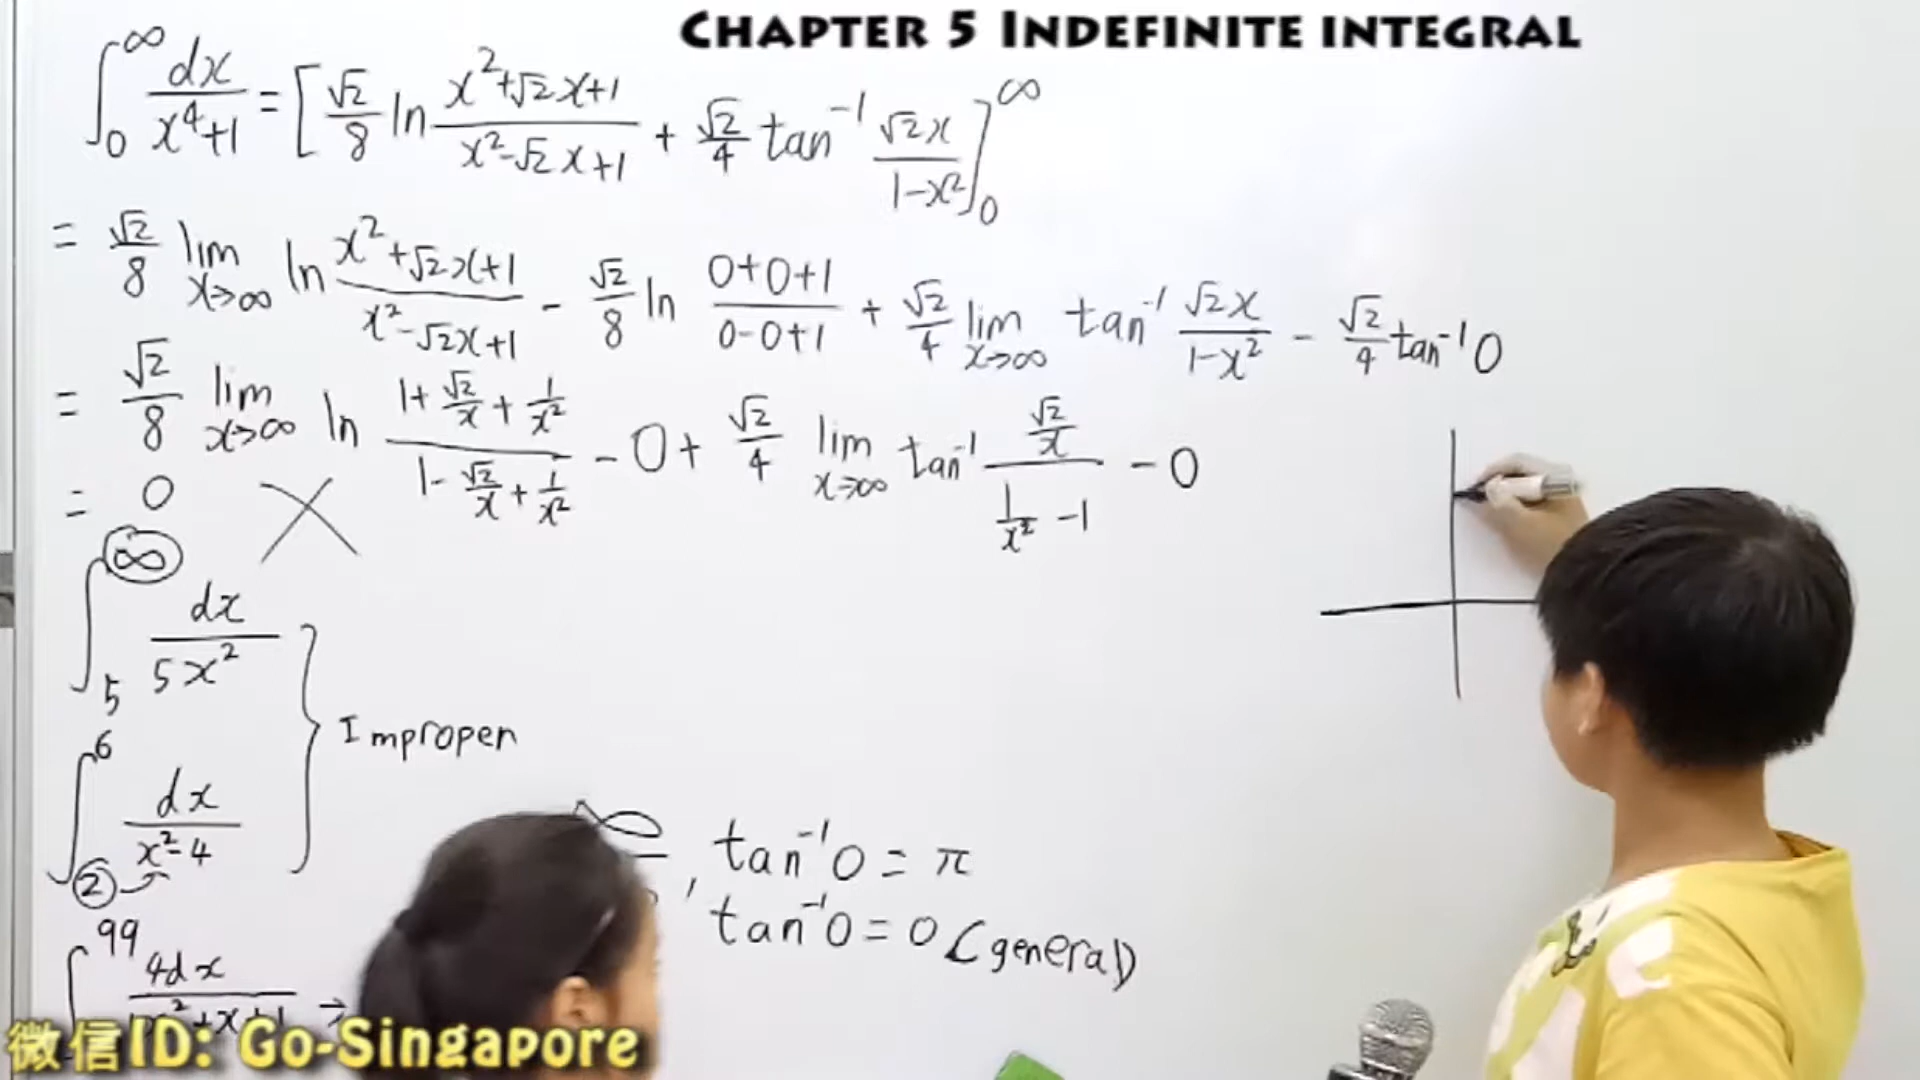 CHAPTER 5 INDEFINITE INTEGRAL
∫₀^∞ dx/(x⁴+1) = [√2/8 ln (x²+√2x+1)/(x²-√2x+1) + √2/4 tan⁻¹ √2x/(1-x²)]₀^∞
= √2/8 lim x→∞ ln (x²+√2x+1)/(x²-√2x+1) - √2/8 ln (0+0+1)/(0-0+1) + √2/4 lim x→∞ tan⁻¹ √2x/(1-x²) - √2/4 tan⁻¹0
= √2/8 lim x→∞ ln (1+√2/x+1/x²)/(1-√2/x+1/x²) - 0 + √2/4 lim x→∞ tan⁻¹ (√2/x)/(1/x²-1) - 0
= 0
∫₅^∞ dx/5x²
Improper
∫₂^6 dx/(x²-4)
tan⁻¹0 = π
tan⁻¹0 = 0 (general)
99 4dx
微信ID: Go-Singapore